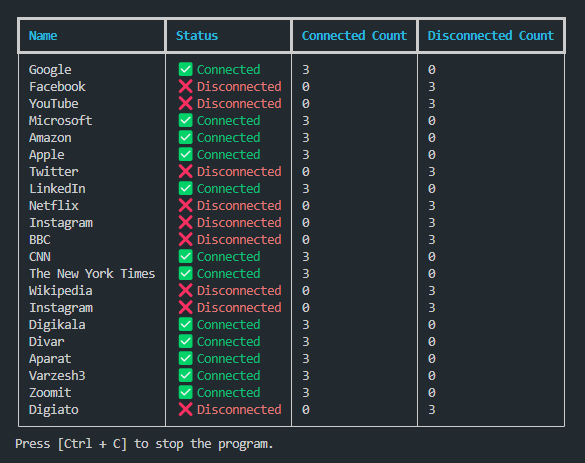 Name Status Connected Count Disconnected Count
Google ✅ Connected 3 0
Facebook ❌ Disconnected 0 3
YouTube ❌ Disconnected 0 3
Microsoft ✅ Connected 3 0
Amazon ✅ Connected 3 0
Apple ✅ Connected 3 0
Twitter ❌ Disconnected 0 3
LinkedIn ✅ Connected 3 0
Netflix ❌ Disconnected 0 3
Instagram ❌ Disconnected 0 3
BBC ❌ Disconnected 0 3
CNN ✅ Connected 3 0
The New York Times ✅ Connected 3 0
Wikipedia ❌ Disconnected 0 3
Instagram ❌ Disconnected 0 3
Digikala ✅ Connected 3 0
Divar ✅ Connected 3 0
Aparat ✅ Connected 3 0
Varzesh3 ✅ Connected 3 0
Zoomit ✅ Connected 3 0
Digiato ❌ Disconnected 0 3
Press [Ctrl + C] to stop the program.